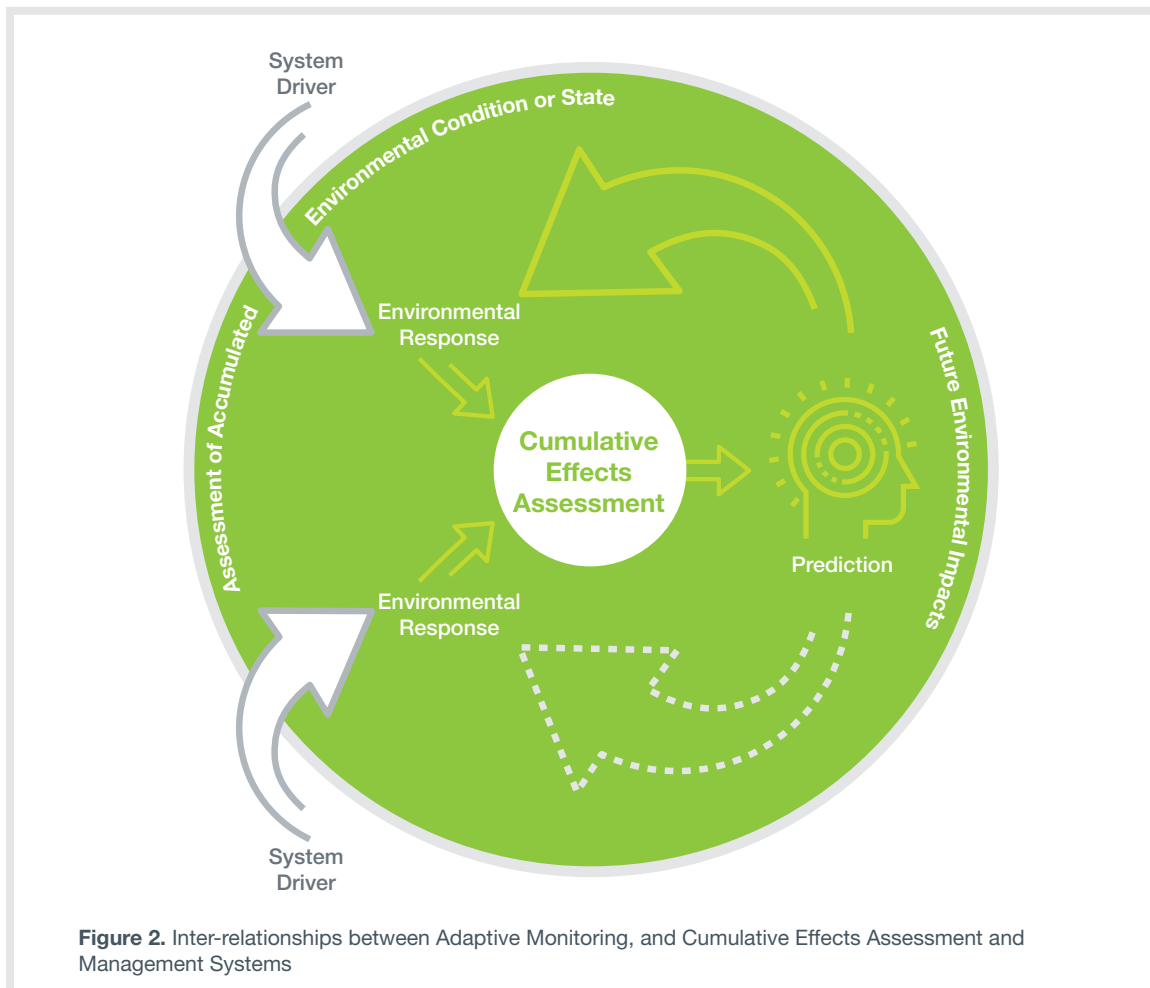 System
Driver
Assessment of Accumulated
Environmental Condition or State
Environmental
Response
Cumulative
Effects
Assessment
Prediction
Future Environmental Impacts
Environmental
Response
System
Driver
Figure 2. Inter-relationships between Adaptive Monitoring, and Cumulative Effects Assessment and
Management Systems